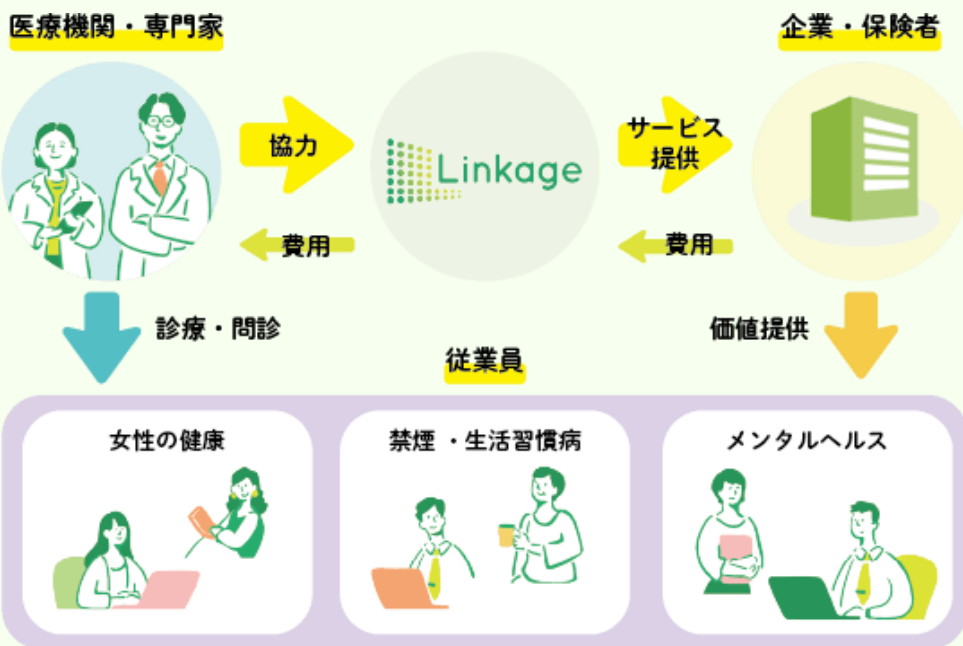 医療機関・専門家
企業・保険者
協力
Linkage
サービス
提供
費用
費用
診療・問診
価値提供
従業員
女性の健康
禁煙・生活習慣病
メンタルヘルス